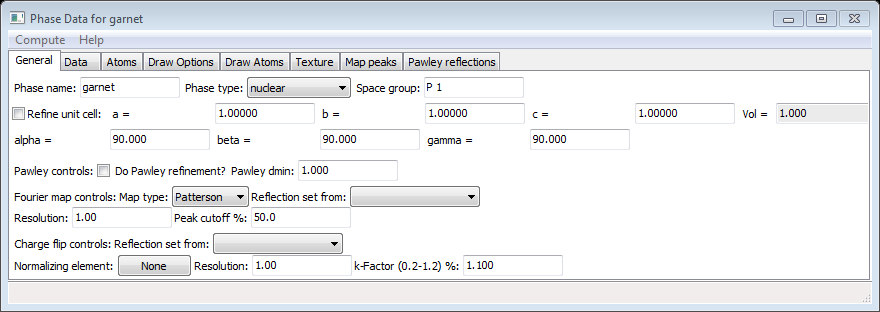 Phase Data for garnet
Compute Help
General Data Atoms Draw Options Draw Atoms Texture Map peaks Pawley reflections
Phase name: garnet Phase type: nuclear Space group: P 1
Refine unit cell: a = 1.00000 b = 1.00000 c = 1.00000 Vol = 1.000
alpha = 90.000 beta = 90.000 gamma = 90.000
Pawley controls: Do Pawley refinement? Pawley dmin: 1.000
Fourier map controls: Map type: Patterson Reflection set from:
Resolution: 1.00 Peak cutoff %: 50.0
Charge flip controls: Reflection set from:
Normalizing element: None Resolution: 1.00 k-Factor (0.2-1.2) %: 1.100